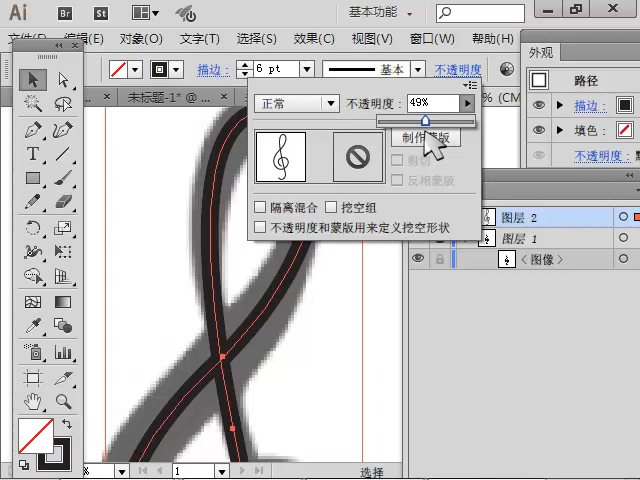 Ai Br St 基本功能
文件(F) 编辑(E) 对象(O) 文字(T) 选择(S) 效果(C) 视图(V) 窗口(W) 帮助(H)
描边: 6 pt 基本 不透明度
未标题-1* @ % (CM
正常 不透明度: 49%
制作蒙版
剪切
反相蒙版
隔离混合 挖空组
不透明度和蒙版用来定义挖空形状
外观
路径
描边:
填色:
不透明度:
图层 2
图层 1
<图像>
% 1 选择